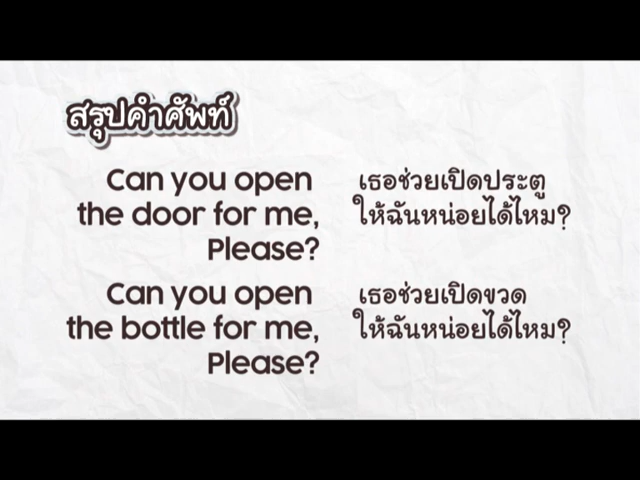 สรุปคำศัพท์
Can you open
the door for me,
Please?
เธอช่วยเปิดประตู
ให้ฉันหน่อยได้ไหม?
Can you open
the bottle for me,
Please?
เธอช่วยเปิดขวด
ให้ฉันหน่อยได้ไหม?